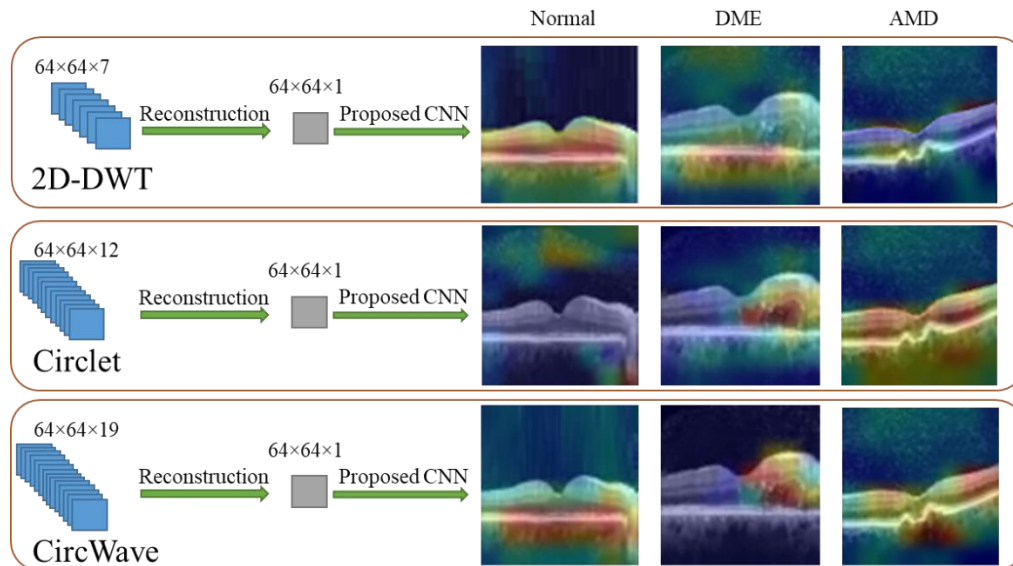 Normal DME AMD
64×64×7
64×64×1
Reconstruction Proposed CNN
2D-DWT
64×64×12
64×64×1
Reconstruction Proposed CNN
Circlet
64×64×19
64×64×1
Reconstruction Proposed CNN
CircWave